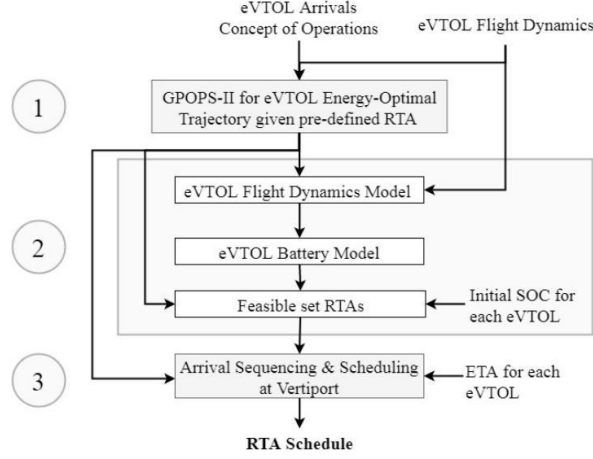 eVTOL Arrivals
Concept of Operations
eVTOL Flight Dynamics
1
GPOPS-II for eVTOL Energy-Optimal
Trajectory given pre-defined RTA
eVTOL Flight Dynamics Model
2
eVTOL Battery Model
Feasible set RTAs
Initial SOC for
each eVTOL
3
Arrival Sequencing & Scheduling
at Vertiport
ETA for each
eVTOL
RTA Schedule